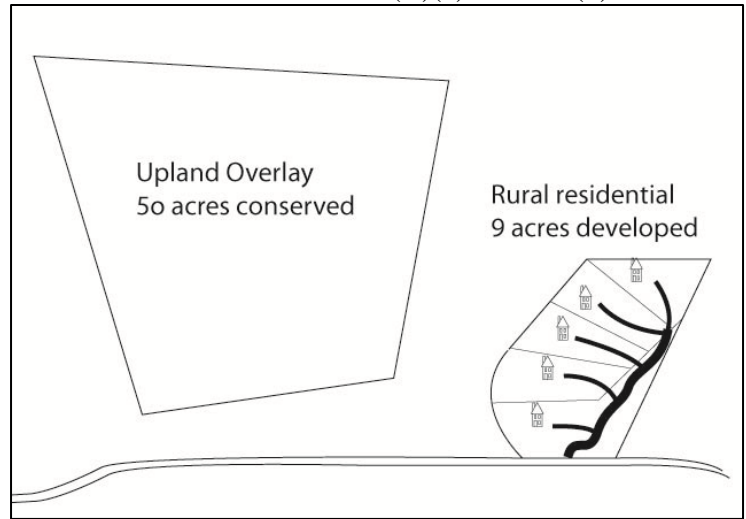 Upland Overlay
5o acres conserved
Rural residential
9 acres developed